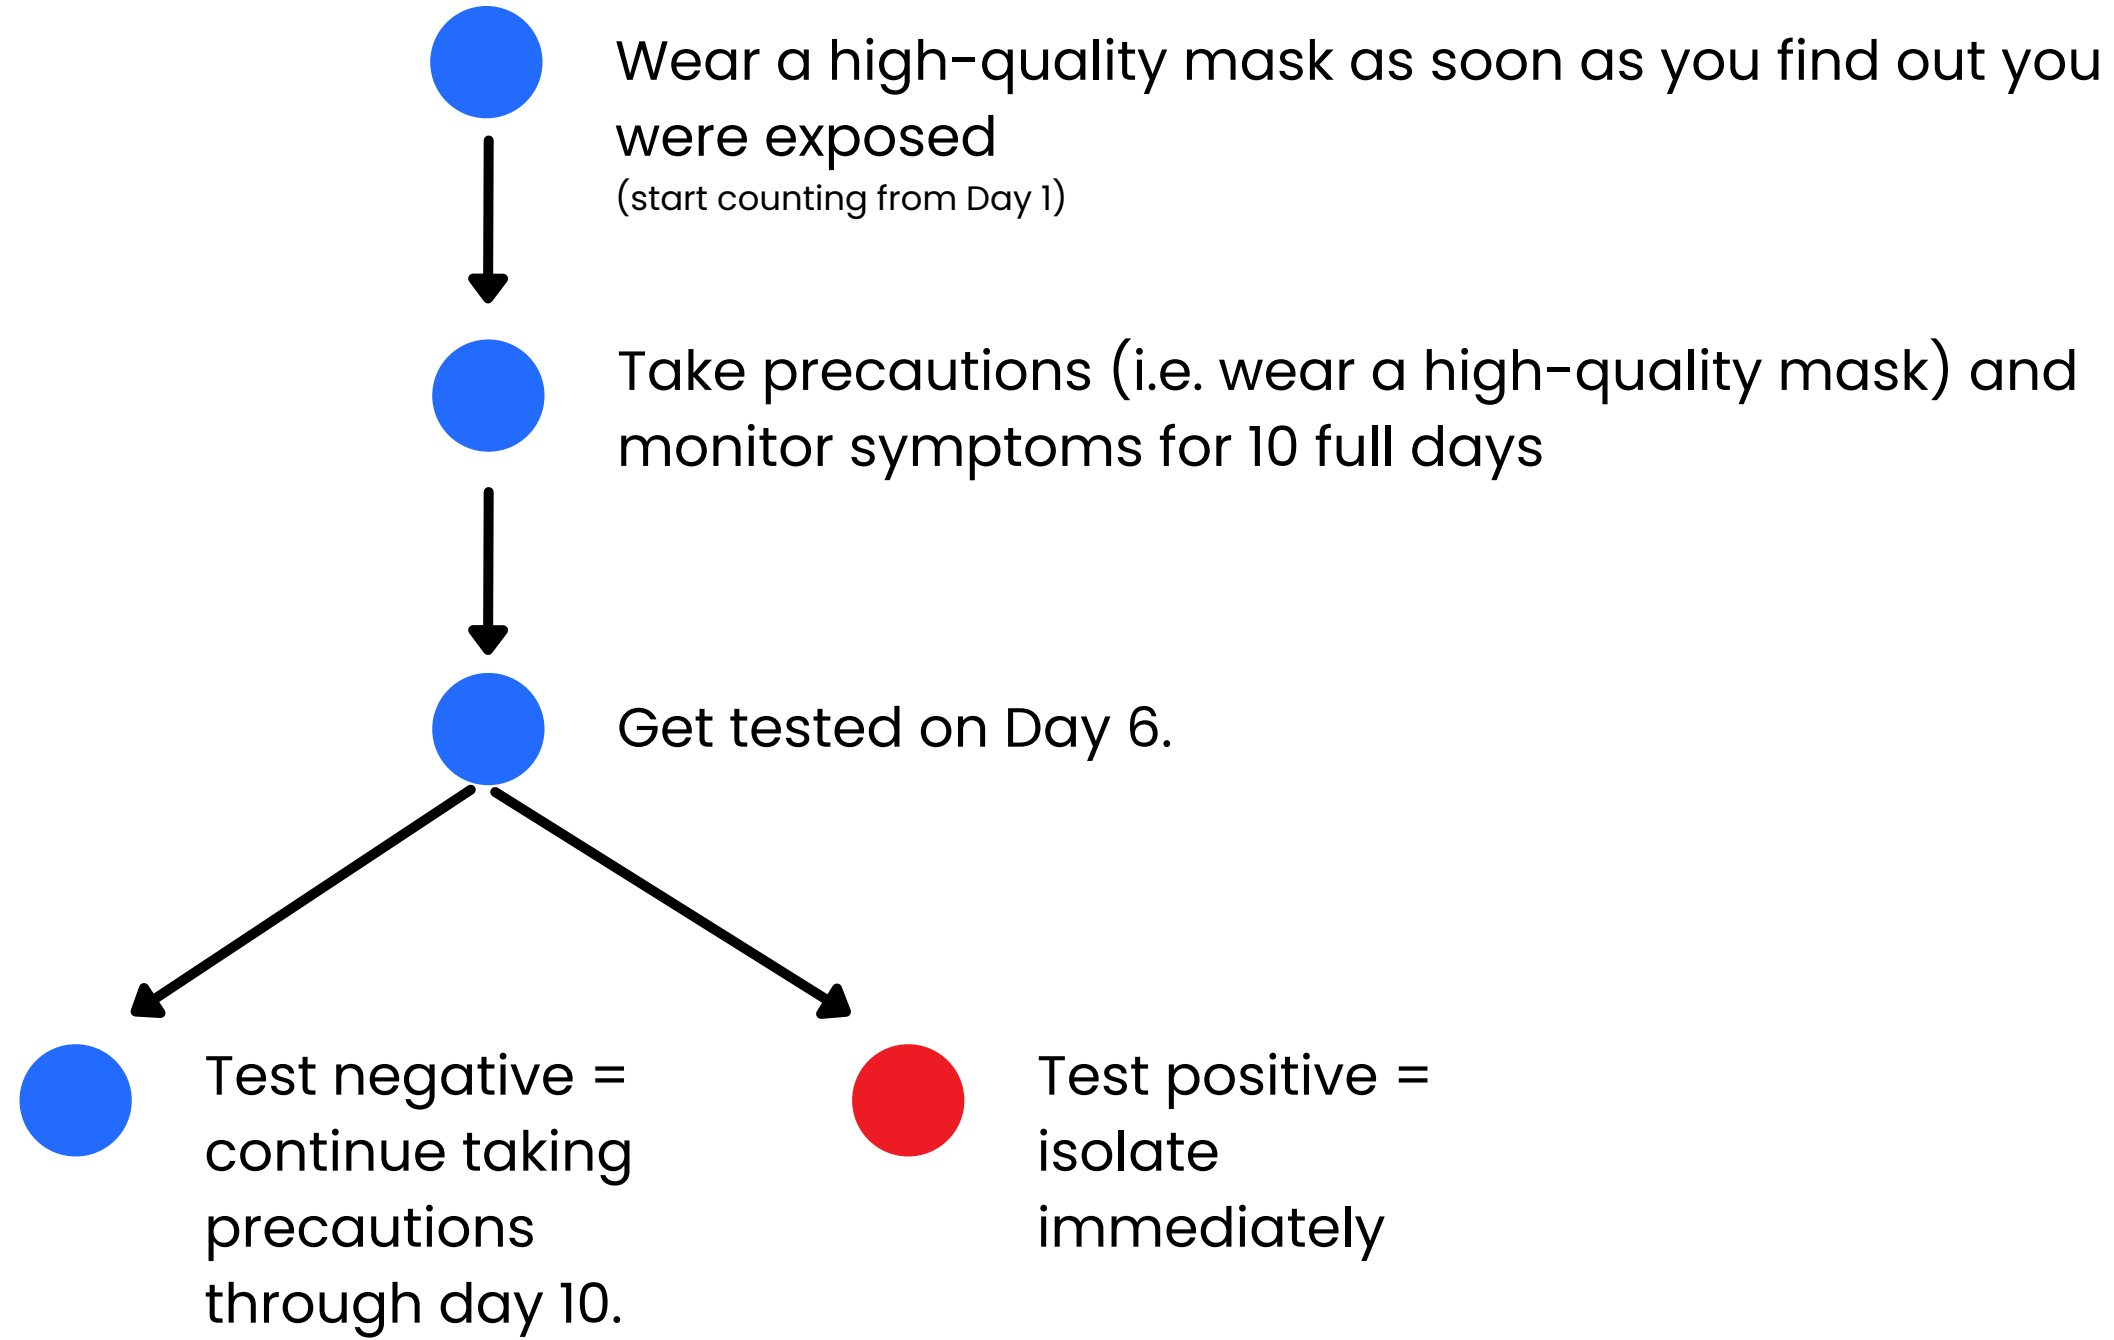 Wear a high-quality mask as soon as you find out you
were exposed
(start counting from Day 1)
Take precautions (i.e. wear a high-quality mask) and
monitor symptoms for 10 full days
Get tested on Day 6.
Test negative =
continue taking
precautions
through day 10.
Test positive =
isolate
immediately